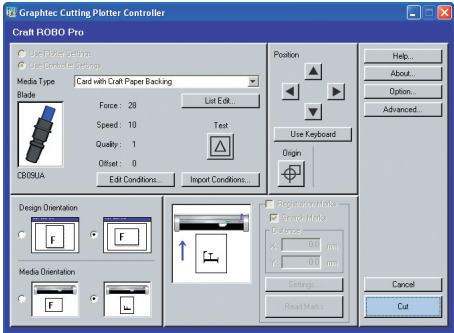 Graphtec Cutting Plotter Controller
Craft ROBO Pro
Use Plotter Settings
Use Controller Settings
Media Type
Card with Craft Paper Backing
Blade
CB09UA
Force : 28
Speed : 10
Quality : 1
Offset : 0
List Edit...
Test
Edit Conditions...
Import Conditions...
Position
Use Keyboard
Origin
Help...
About...
Option...
Advanced...
Design Orientation
F
F
Media Orientation
F
F
F
Registration Marks
Search Marks
Distance
X: 0.0 mm
Y: 0.0 mm
Settings...
Read Marks
Cancel
Cut